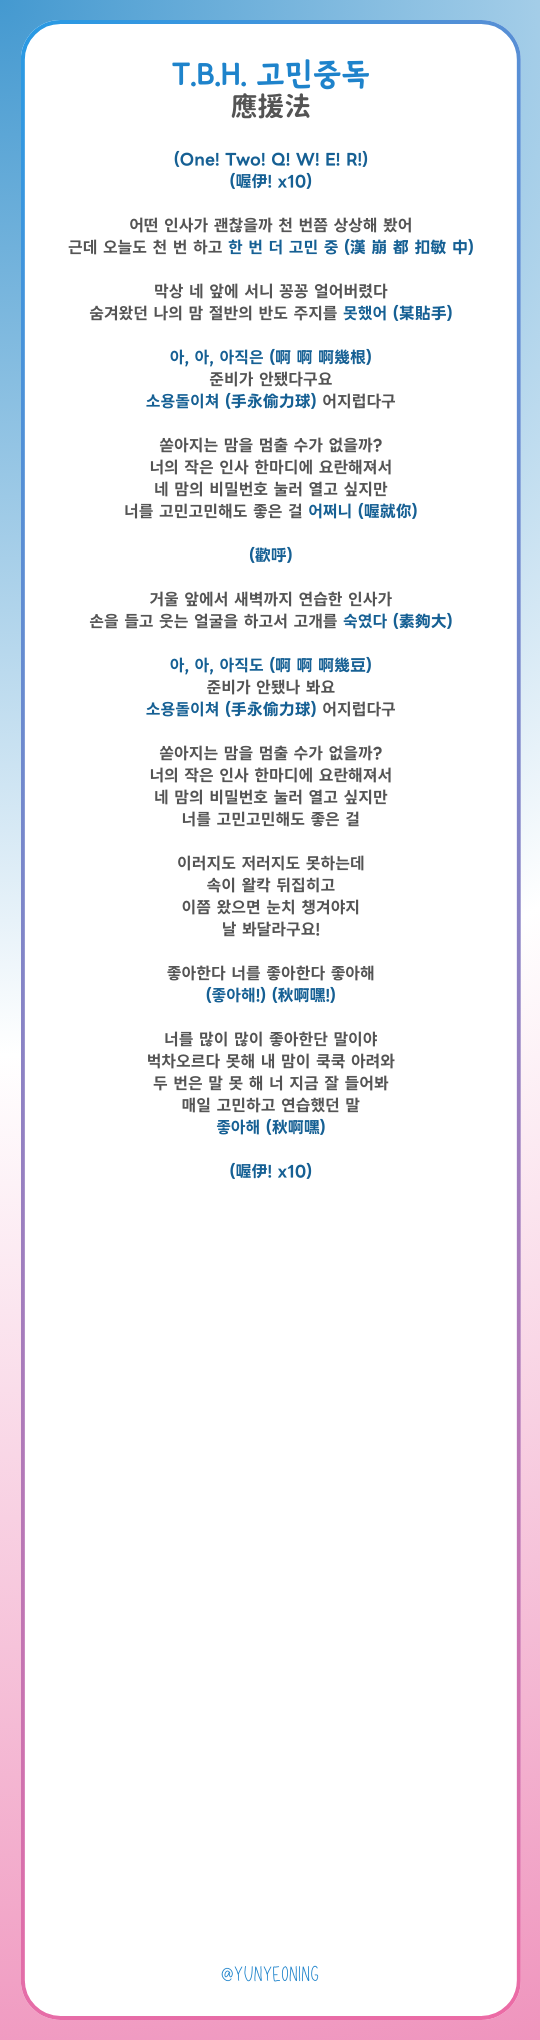 T.B.H. 고민중독
應援法
(One! Two! Q! W! E! R!)
(喔伊! x10)
어떤 인사가 괜찮을까 천 번쯤 상상해 봤어
근데 오늘도 천 번 하고 한 번 더 고민 중 (漢 崩 都 扣敏 中)
막상 네 앞에 서니 꽁꽁 얼어버렸다
숨겨왔던 나의 맘 절반의 반도 주지를 못했어 (某貼手)
아, 아, 아직은 (啊 啊 啊幾根)
준비가 안됐다구요
소용돌이쳐 (手永偷力球) 어지럽다구
쏟아지는 맘을 멈출 수가 없을까?
너의 작은 인사 한마디에 요란해져서
네 맘의 비밀번호 눌러 열고 싶지만
너를 고민고민해도 좋은 걸 어쩌니 (喔就你)
(歡呼)
거울 앞에서 새벽까지 연습한 인사가
손을 들고 웃는 얼굴을 하고서 고개를 숙였다 (素夠大)
아, 아, 아직도 (啊 啊 啊幾豆)
준비가 안됐나 봐요
소용돌이쳐 (手永偷力球) 어지럽다구
쏟아지는 맘을 멈출 수가 없을까?
너의 작은 인사 한마디에 요란해져서
네 맘의 비밀번호 눌러 열고 싶지만
너를 고민고민해도 좋은 걸
이러지도 저러지도 못하는데
속이 왈칵 뒤집히고
이쯤 왔으면 눈치 챙겨야지
날 봐달라구요!
좋아한다 너를 좋아한다 좋아해
(좋아해!) (秋啊嘿!)
너를 많이 많이 좋아한단 말이야
벅차오르다 못해 내 맘이 쿡쿡 아려와
두 번은 말 못 해 너 지금 잘 들어봐
매일 고민하고 연습했던 말
좋아해 (秋啊嘿)
(喔伊! x10)
@YUNYEONING